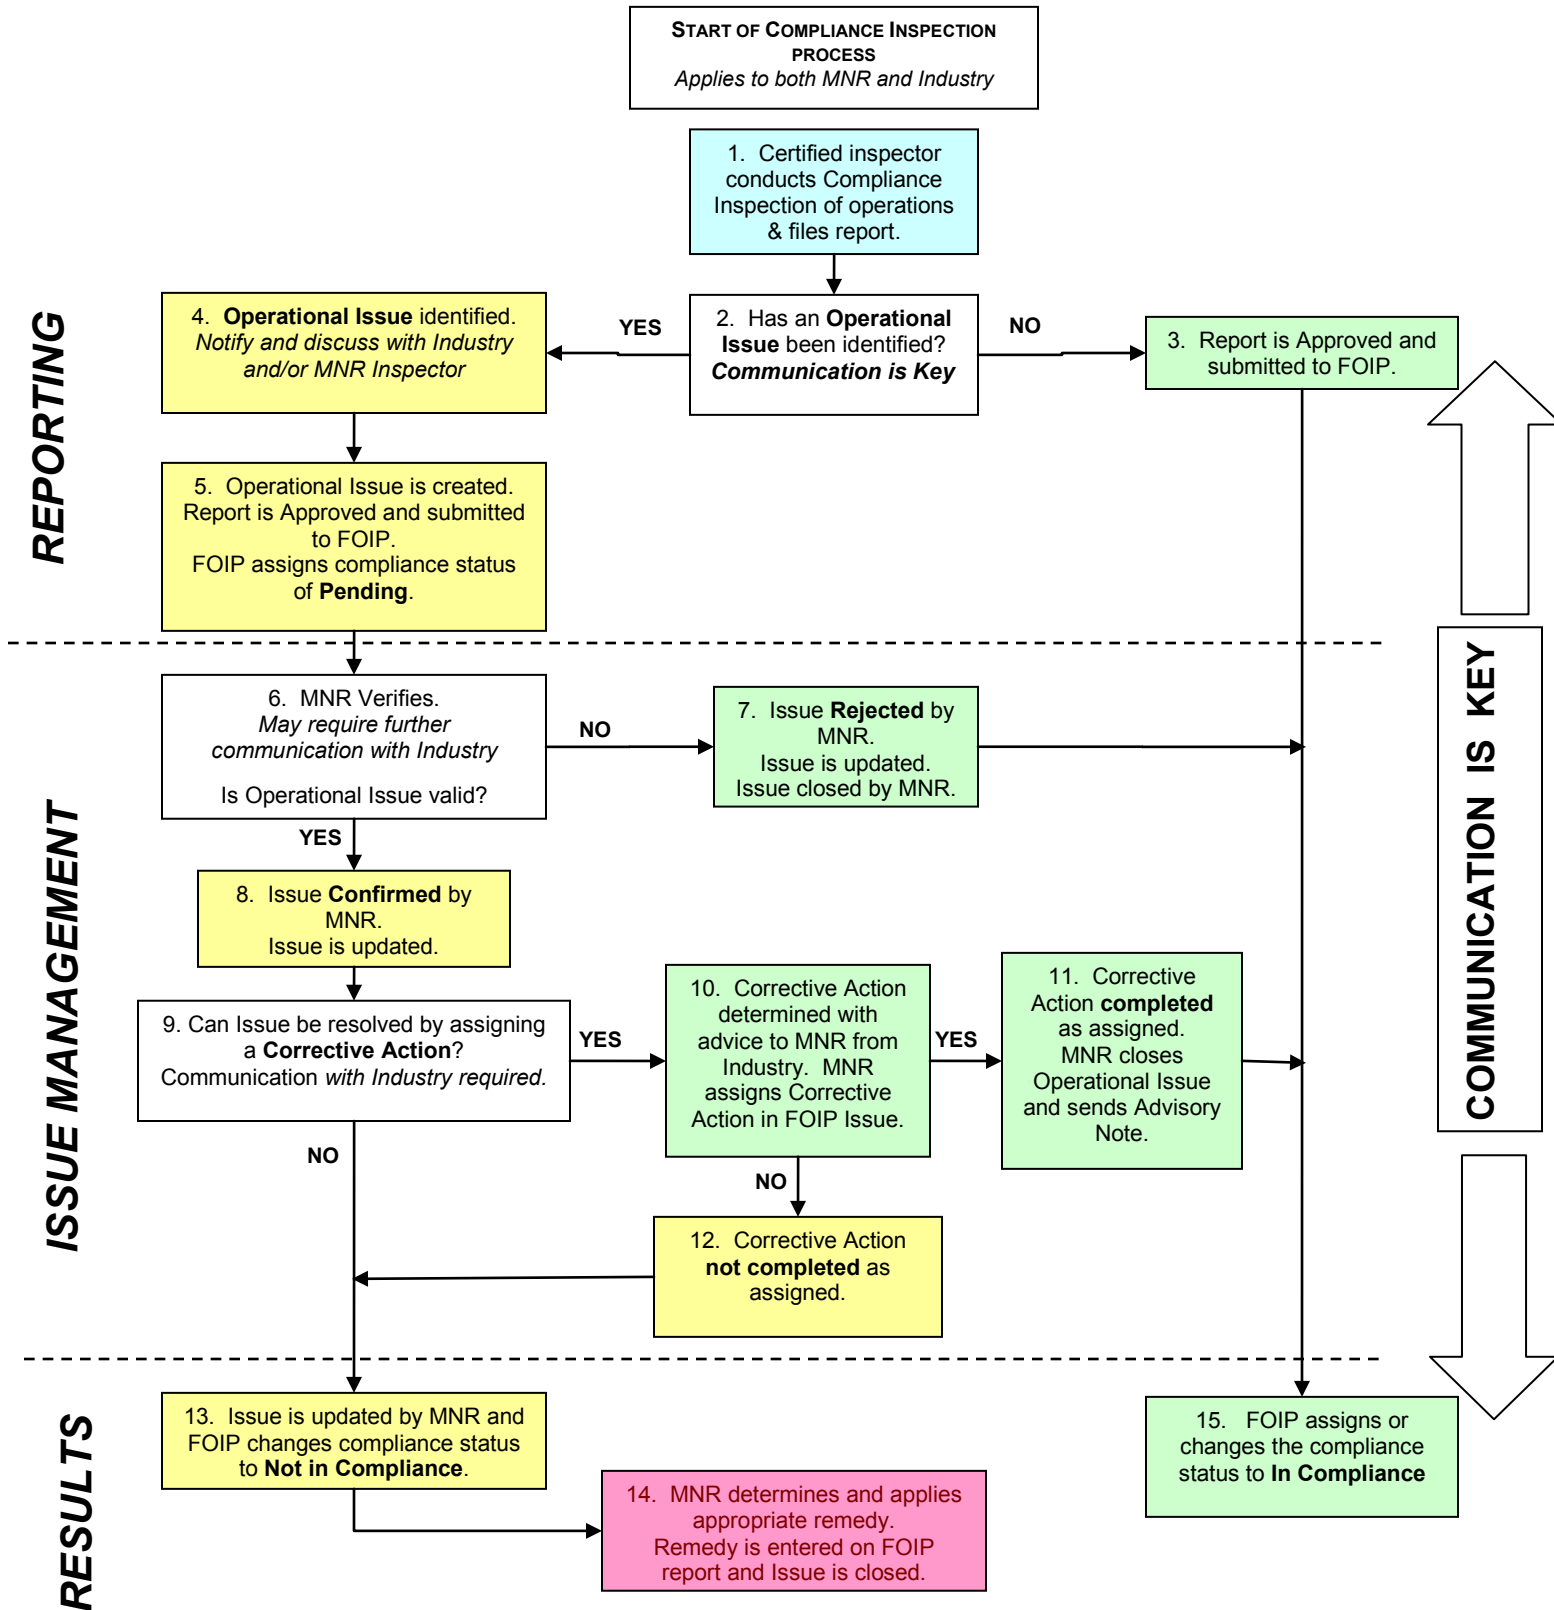 START OF COMPLIANCE INSPECTION
PROCESS
Applies to both MNR and Industry
1. Certified inspector
conducts Compliance
Inspection of operations
& files report.
REPORTING
4. Operational Issue identified.
Notify and discuss with Industry
and/or MNR Inspector
YES
2. Has an Operational
Issue been identified?
Communication is Key
NO
3. Report is Approved and
submitted to FOIP.
5. Operational Issue is created.
Report is Approved and submitted
to FOIP.
FOIP assigns compliance status
of Pending.
COMMUNICATION IS KEY
ISSUE MANAGEMENT
6. MNR Verifies.
May require further
communication with Industry
Is Operational Issue valid?
NO
7. Issue Rejected by
MNR.
Issue is updated.
Issue closed by MNR.
YES
8. Issue Confirmed by
MNR.
Issue is updated.
9. Can Issue be resolved by assigning
a Corrective Action?
Communication with Industry required.
YES
10. Corrective Action
determined with
advice to MNR from
Industry. MNR
assigns Corrective
Action in FOIP Issue.
YES
11. Corrective
Action completed
as assigned.
MNR closes
Operational Issue
and sends Advisory
Note.
NO
NO
12. Corrective Action
not completed as
assigned.
RESULTS
13. Issue is updated by MNR and
FOIP changes compliance status
to Not in Compliance.
14. MNR determines and applies
appropriate remedy.
Remedy is entered on FOIP
report and Issue is closed.
15. FOIP assigns or
changes the compliance
status to In Compliance